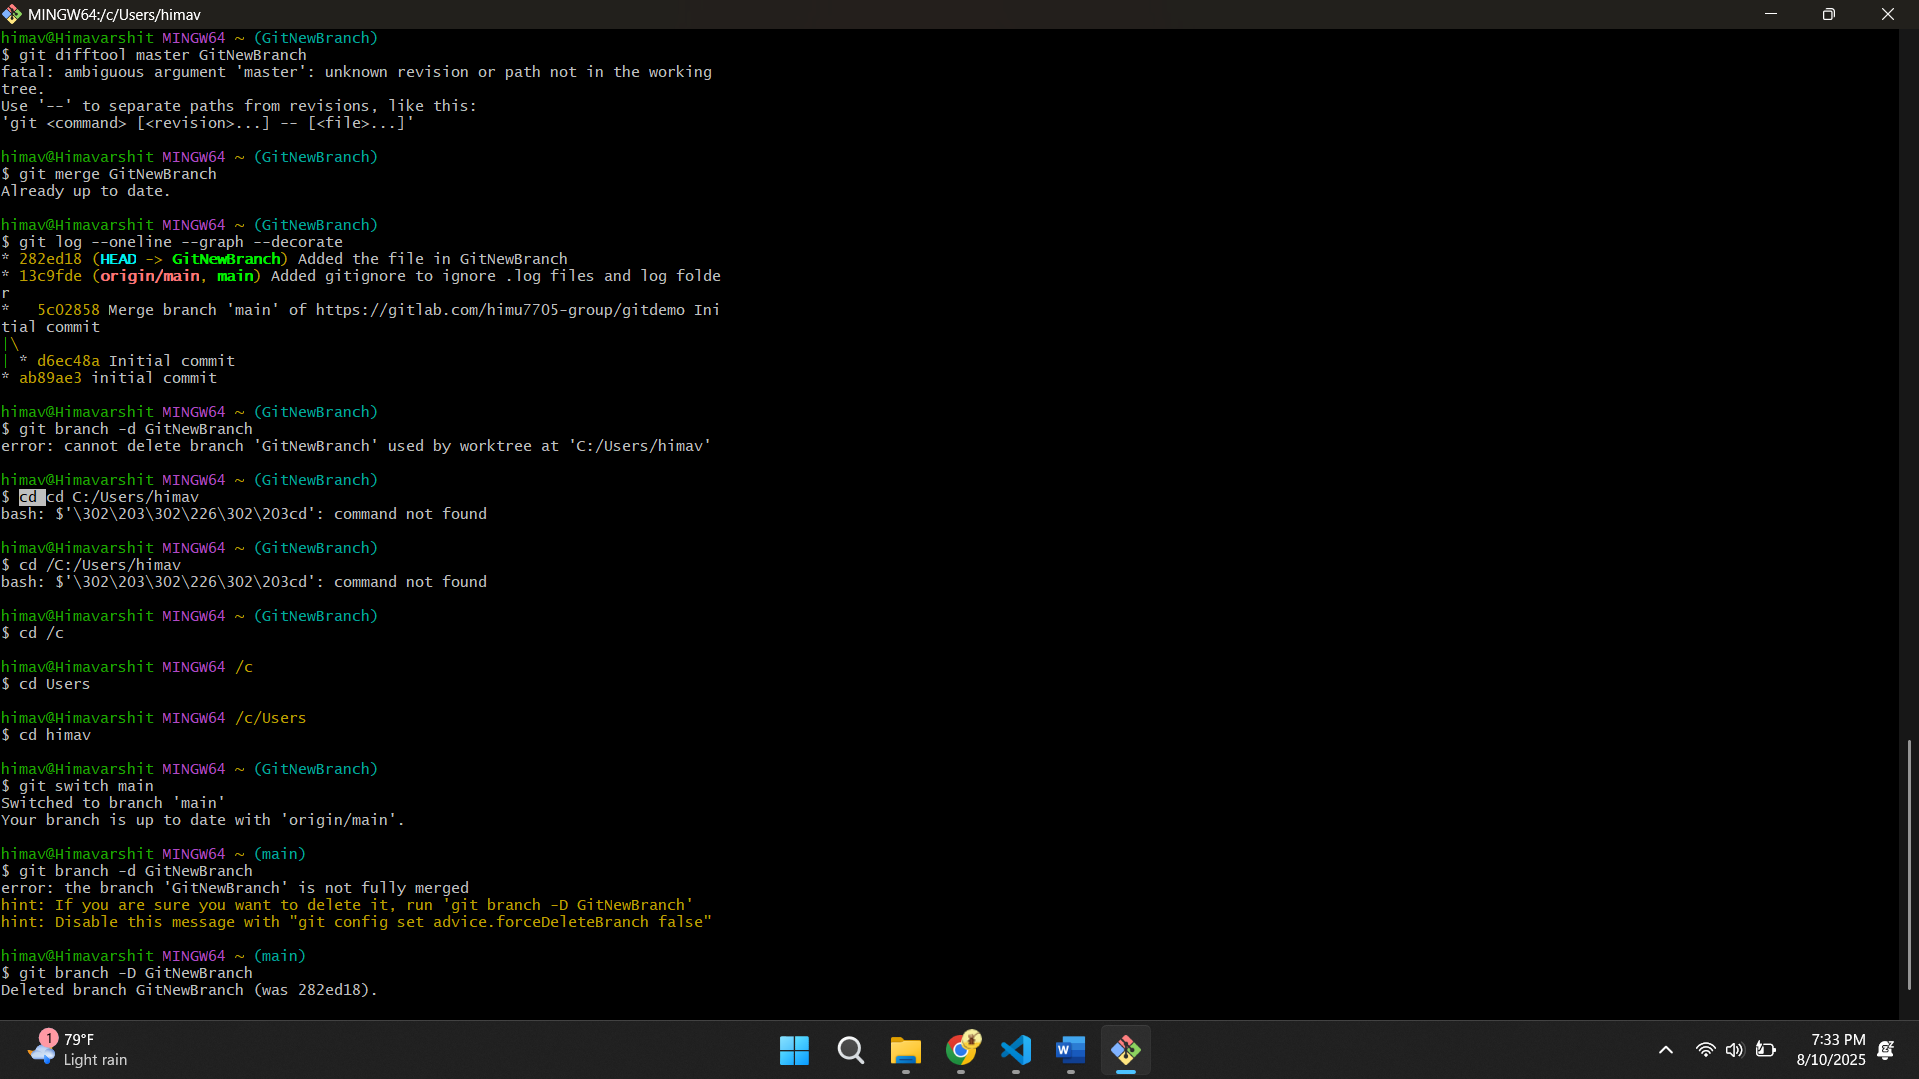 MINGW64:/c/Users/himav
himav@Himavarshit MINGW64 ~ (GitNewBranch)
$ git difftool master GitNewBranch
fatal: ambiguous argument 'master': unknown revision or path not in the working
tree.
Use '--' to separate paths from revisions, like this:
'git <command> [<revision>...] -- [<file>...]'
himav@Himavarshit MINGW64 ~ (GitNewBranch)
$ git merge GitNewBranch
Already up to date.
himav@Himavarshit MINGW64 ~ (GitNewBranch)
$ git log --oneline --graph --decorate
* 282ed18 (HEAD -> GitNewBranch) Added the file in GitNewBranch
* 13c9fde (origin/main, main) Added gitignore to ignore .log files and log folde
r
*   5c02858 Merge branch 'main' of https://gitlab.com/himu7705-group/gitdemo Ini
tial commit
|\
| * d6ec48a Initial commit
* ab89ae3 initial commit
himav@Himavarshit MINGW64 ~ (GitNewBranch)
$ git branch -d GitNewBranch
error: cannot delete branch 'GitNewBranch' used by worktree at 'C:/Users/himav'
himav@Himavarshit MINGW64 ~ (GitNewBranch)
$ cd cd C:/Users/himav
bash: $'\302\203\302\226\302\203cd': command not found
himav@Himavarshit MINGW64 ~ (GitNewBranch)
$ cd /C:/Users/himav
bash: $'\302\203\302\226\302\203cd': command not found
himav@Himavarshit MINGW64 ~ (GitNewBranch)
$ cd /c
himav@Himavarshit MINGW64 /c
$ cd Users
himav@Himavarshit MINGW64 /c/Users
$ cd himav
himav@Himavarshit MINGW64 ~ (GitNewBranch)
$ git switch main
Switched to branch 'main'
Your branch is up to date with 'origin/main'.
himav@Himavarshit MINGW64 ~ (main)
$ git branch -d GitNewBranch
error: the branch 'GitNewBranch' is not fully merged
hint: If you are sure you want to delete it, run 'git branch -D GitNewBranch'
hint: Disable this message with "git config set advice.forceDeleteBranch false"
himav@Himavarshit MINGW64 ~ (main)
$ git branch -D GitNewBranch
Deleted branch GitNewBranch (was 282ed18).
1
79°F
Light rain
W
7:33 PM
8/10/2025